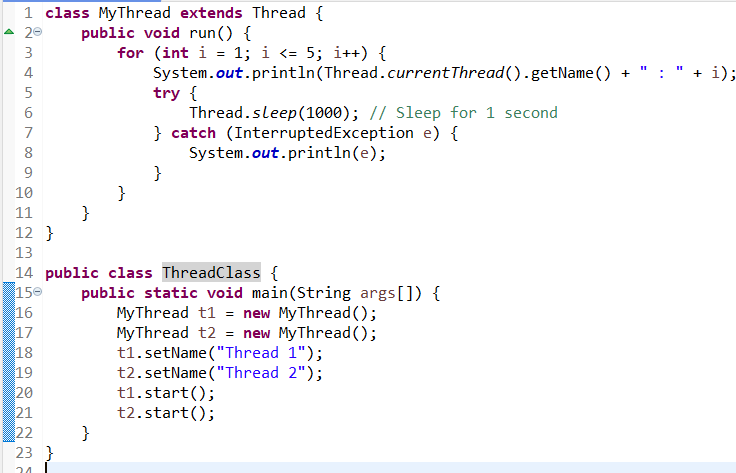 1 class MyThread extends Thread {
2 public void run() {
3 for (int i = 1; i <= 5; i++) {
4 System.out.println(Thread.currentThread().getName() + " : " + i);
5 try {
6 Thread.sleep(1000); // Sleep for 1 second
7 } catch (InterruptedException e) {
8 System.out.println(e);
9 }
10 }
11 }
12 }
13
14 public class ThreadClass {
15 public static void main(String args[]) {
16 MyThread t1 = new MyThread();
17 MyThread t2 = new MyThread();
18 t1.setName("Thread 1");
19 t2.setName("Thread 2");
20 t1.start();
21 t2.start();
22 }
23 }
24